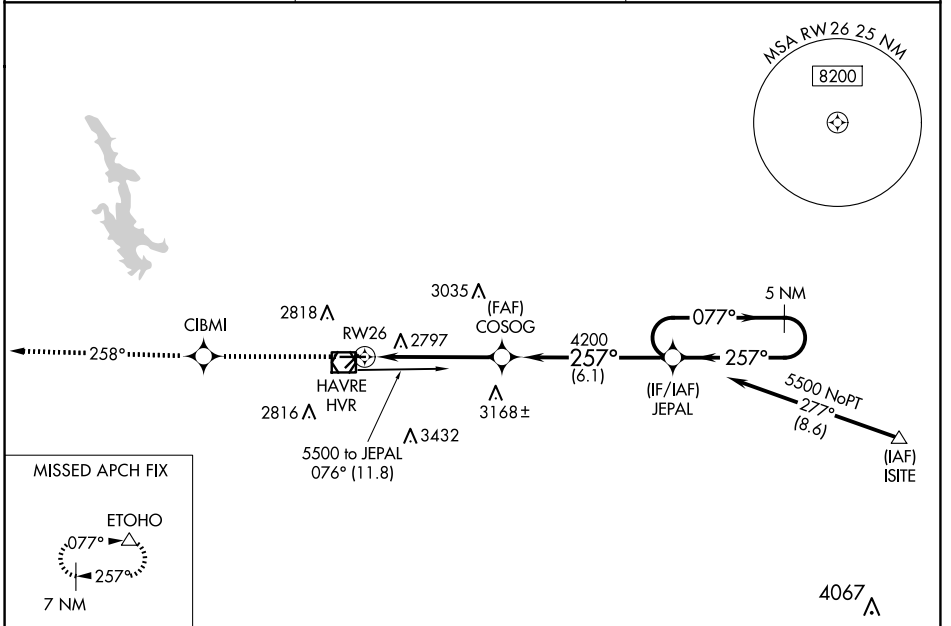 MSA RW26 25 NM
8200
5 NM
3035
(FAF)
COSOG
077°
2818
CIBMI
RW26
2797
4200
257°
(6.1)
257°
258°
HAVRE
HVR
(IF/IAF)
JEPAL
5500 NoPT
277°
(8.6)
3168±
2816
3432
5500 to JEPAL
076° (11.8)
(IAF)
ISITE
MISSED APCH FIX
ETOHO
077°
257°
7 NM
4067